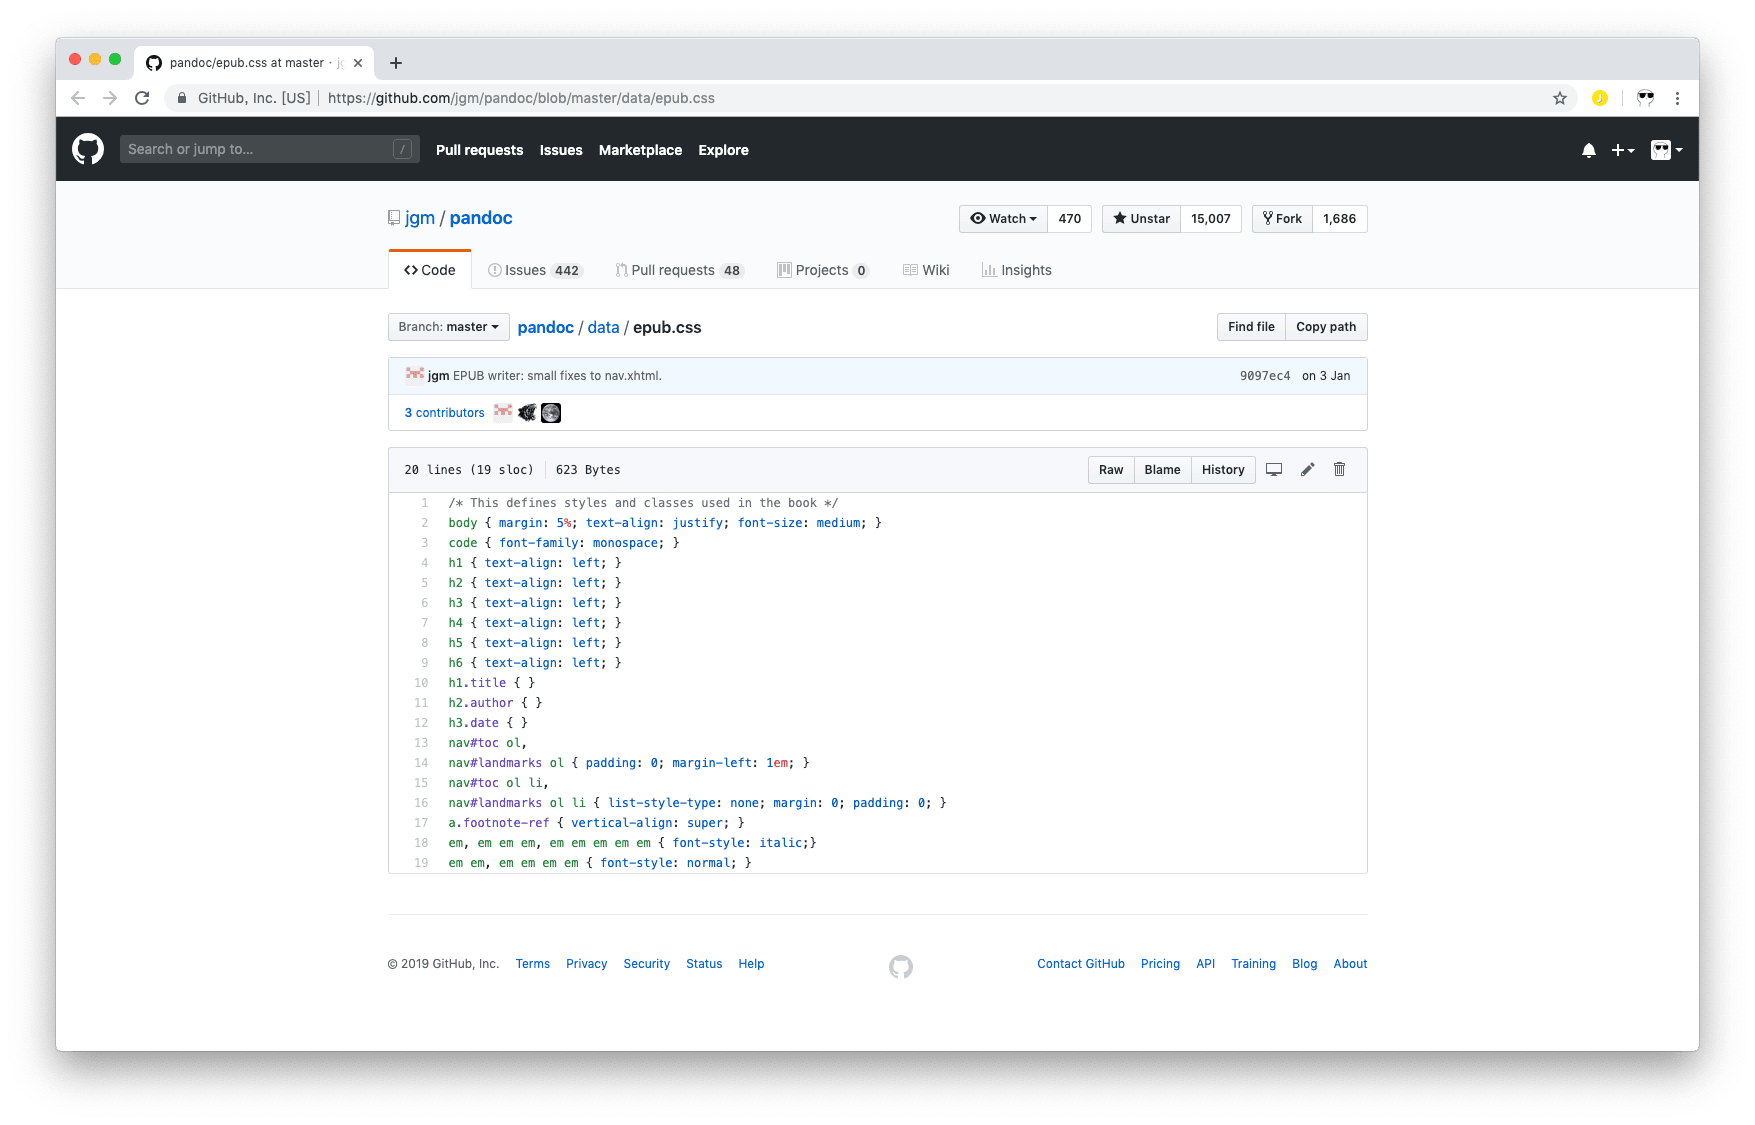 pandoc/epub.css at master ·
GitHub, Inc. [US] https://github.com/jgm/pandoc/blob/master/data/epub.css
Search or jump to... / Pull requests Issues Marketplace Explore
jgm / pandoc Watch 470 Unstar 15,007 Fork 1,686
Code Issues 442 Pull requests 48 Projects 0 Wiki Insights
Branch: master pandoc / data / epub.css Find file Copy path
jgm EPUB writer: small fixes to nav.xhtml. 9097ec4 on 3 Jan
3 contributors
20 lines (19 sloc) 623 Bytes Raw Blame History
1 /* This defines styles and classes used in the book */
2 body { margin: 5%; text-align: justify; font-size: medium; }
3 code { font-family: monospace; }
4 h1 { text-align: left; }
5 h2 { text-align: left; }
6 h3 { text-align: left; }
7 h4 { text-align: left; }
8 h5 { text-align: left; }
9 h6 { text-align: left; }
10 h1.title { }
11 h2.author { }
12 h3.date { }
13 nav#toc ol,
14 nav#landmarks ol { padding: 0; margin-left: 1em; }
15 nav#toc ol li,
16 nav#landmarks ol li { list-style-type: none; margin: 0; padding: 0; }
17 a.footnote-ref { vertical-align: super; }
18 em, em em em, em em em em em { font-style: italic;}
19 em em, em em em em { font-style: normal; }
© 2019 GitHub, Inc. Terms Privacy Security Status Help Contact GitHub Pricing API Training Blog About